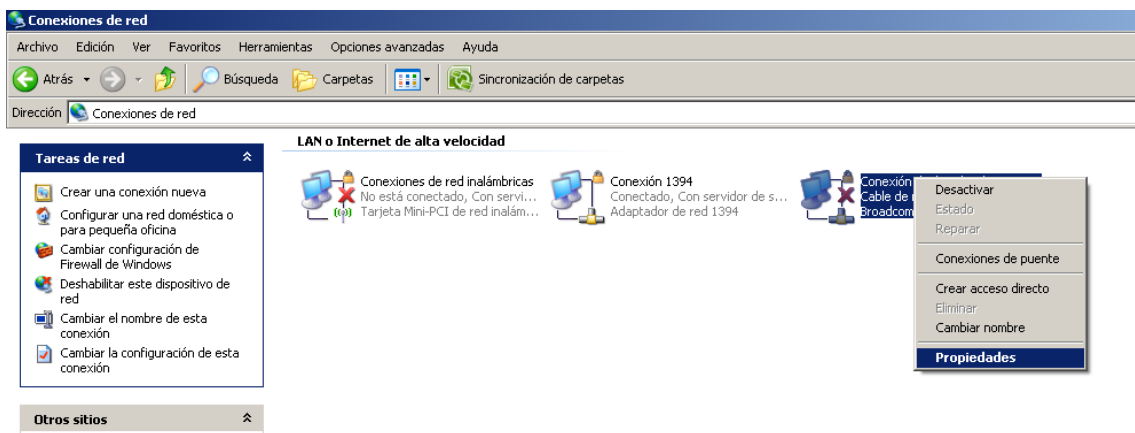 Conexiones de red
Archivo Edición Ver Favoritos Herramientas Opciones avanzadas Ayuda
Atrás Búsqueda Carpetas Sincronización de carpetas
Dirección Conexiones de red
Tareas de red
Crear una conexión nueva
Configurar una red doméstica o
para pequeña oficina
Cambiar configuración de
Firewall de Windows
Deshabilitar este dispositivo de
red
Cambiar el nombre de esta
conexión
Cambiar la configuración de esta
conexión
Otros sitios
LAN o Internet de alta velocidad
Conexiones de red inalámbricas
No está conectado, Con servi...
Tarjeta Mini-PCI de red inalám...
Conexión 1394
Conectado, Con servidor de s...
Adaptador de red 1394
Conexión
Cable de
Broadcom
Desactivar
Estado
Reparar
Conexiones de puente
Crear acceso directo
Eliminar
Cambiar nombre
Propiedades